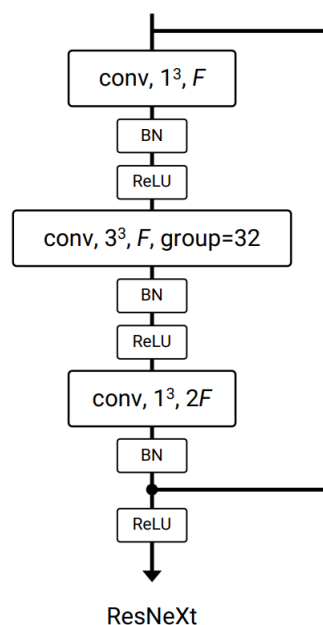 conv, 1³, F
BN
ReLU
conv, 3³, F, group=32
BN
ReLU
conv, 1³, 2F
BN
ReLU
ResNeXt